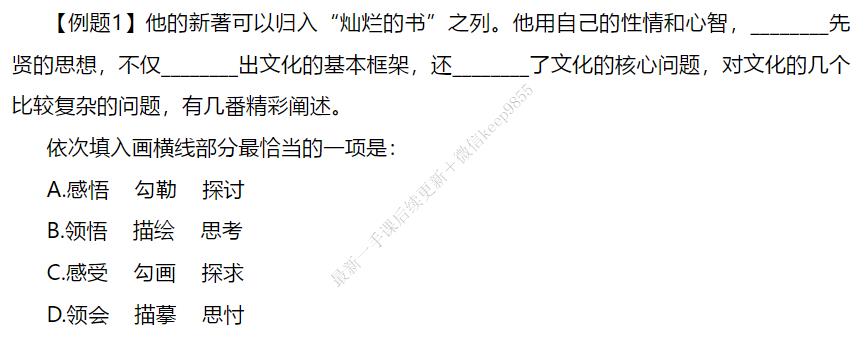 【例题1】他的新著可以归入“灿烂的书”之列。他用自己的性情和心智，________先
贤的思想，不仅________出文化的基本框架，还________了文化的核心问题，对文化的几个
比较复杂的问题，有几番精彩阐述。
依次填入画横线部分最恰当的一项是：
A.感悟 勾勒 探讨
B.领悟 描绘 思考
C.感受 勾画 探求
D.领会 描摹 思忖
最新一手课后续更新+微信keep9855